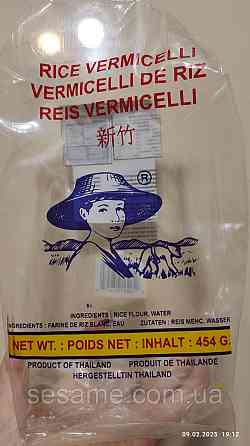 RICE VERMICELLI
VERMICELLI DE RIZ
REIS VERMICELLI
新竹
®
INGREDIENTS : RICE FLOUR, WATER
INGREDIENTS : FARINE DE RIZ BLANC, EAU ZUTATEN : REIS MEHC, WASSER
NET WT. : POIDS NET : INHALT : 454 G.
PRODUCT OF THAILAND PRODUIT DE THAILANDE
HERGESTELLTIN THAILAND
sesame.com.ua
09.02.2025 19:12